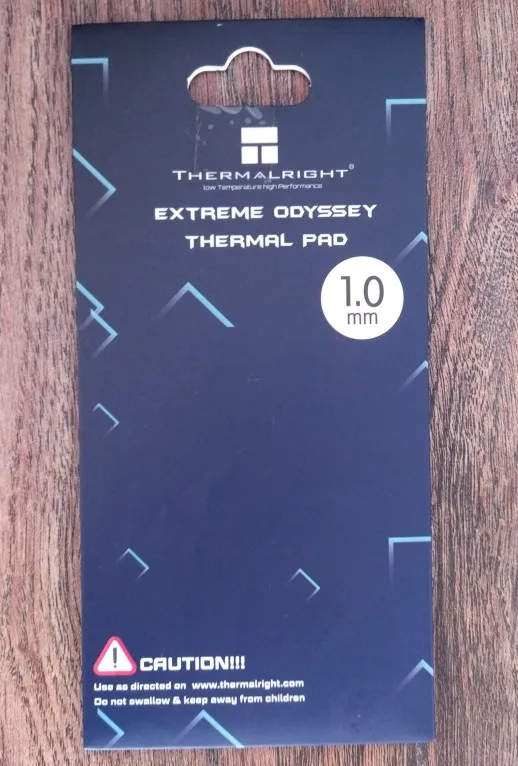 THERMALRIGHT®
low Temperature high Performance
EXTREME ODYSSEY
THERMAL PAD
1.0
mm
CAUTION!!!
Use as directed on www.thermalright.com
Do not swallow & keep away from children